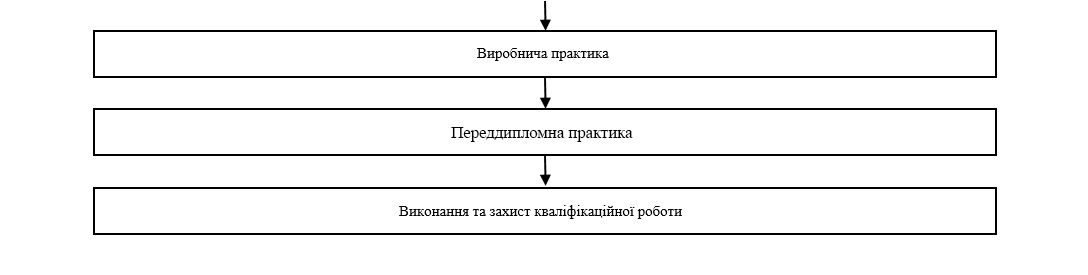 Виробнича практика
Переддипломна практика
Виконання та захист кваліфікаційної роботи